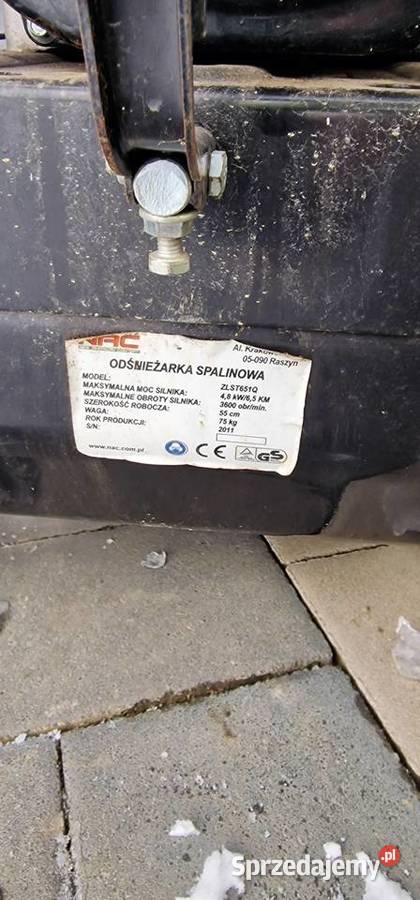 NAC
Al. Krakow
05-090 Raszyn
ODŚNIEŻARKA SPALINOWA
MODEL: ZLST651Q
MAKSYMALNA MOC SILNIKA: 4,8 kW/6,5 KM
MAKSYMALNE OBROTY SILNIKA: 3600 obr/min.
SZEROKOŚĆ ROBOCZA: 55 cm
WAGA: 75 kg
ROK PRODUKCJI: 2011
S/N:
www.nac.com.pl CE GS
Sprzedajemy.pl